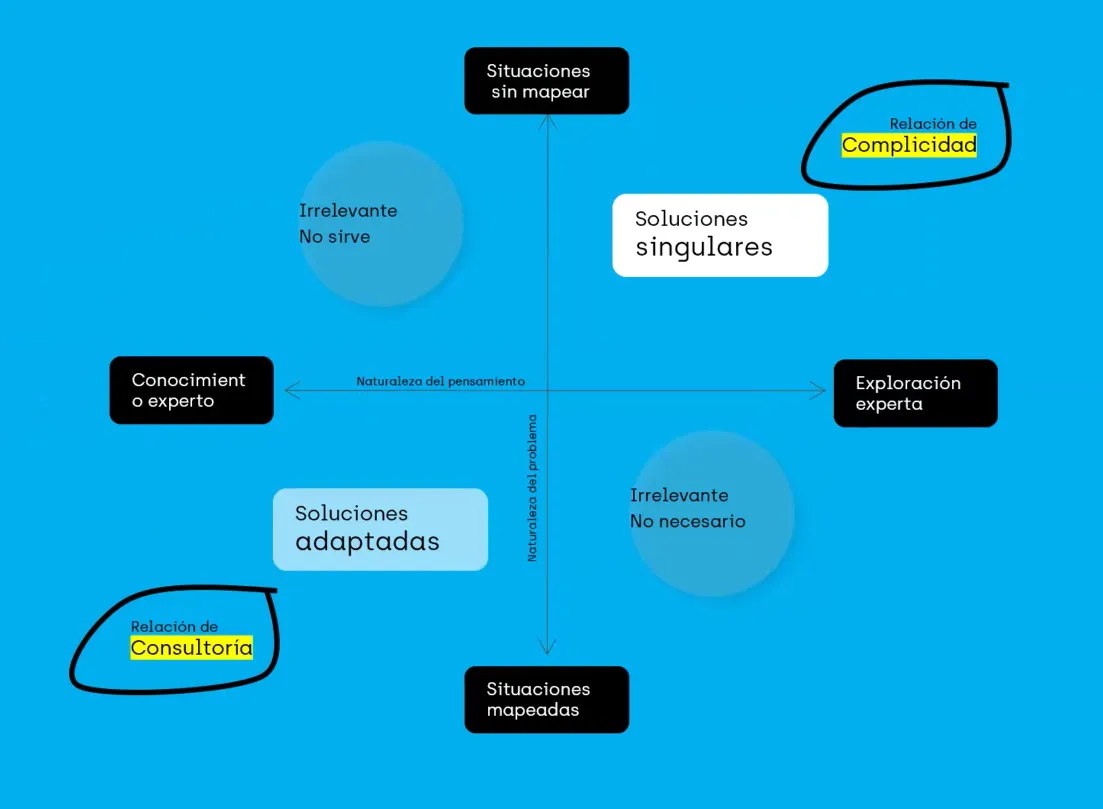 Situaciones
sin mapear
Relación de
Complicidad
Irrelevante
No sirve
Soluciones
singulares
Conocimient
o experto
Naturaleza del pensamiento
Exploración
experta
Naturaleza del problema
Irrelevante
No necesario
Soluciones
adaptadas
Relación de
Consultoría
Situaciones
mapeadas